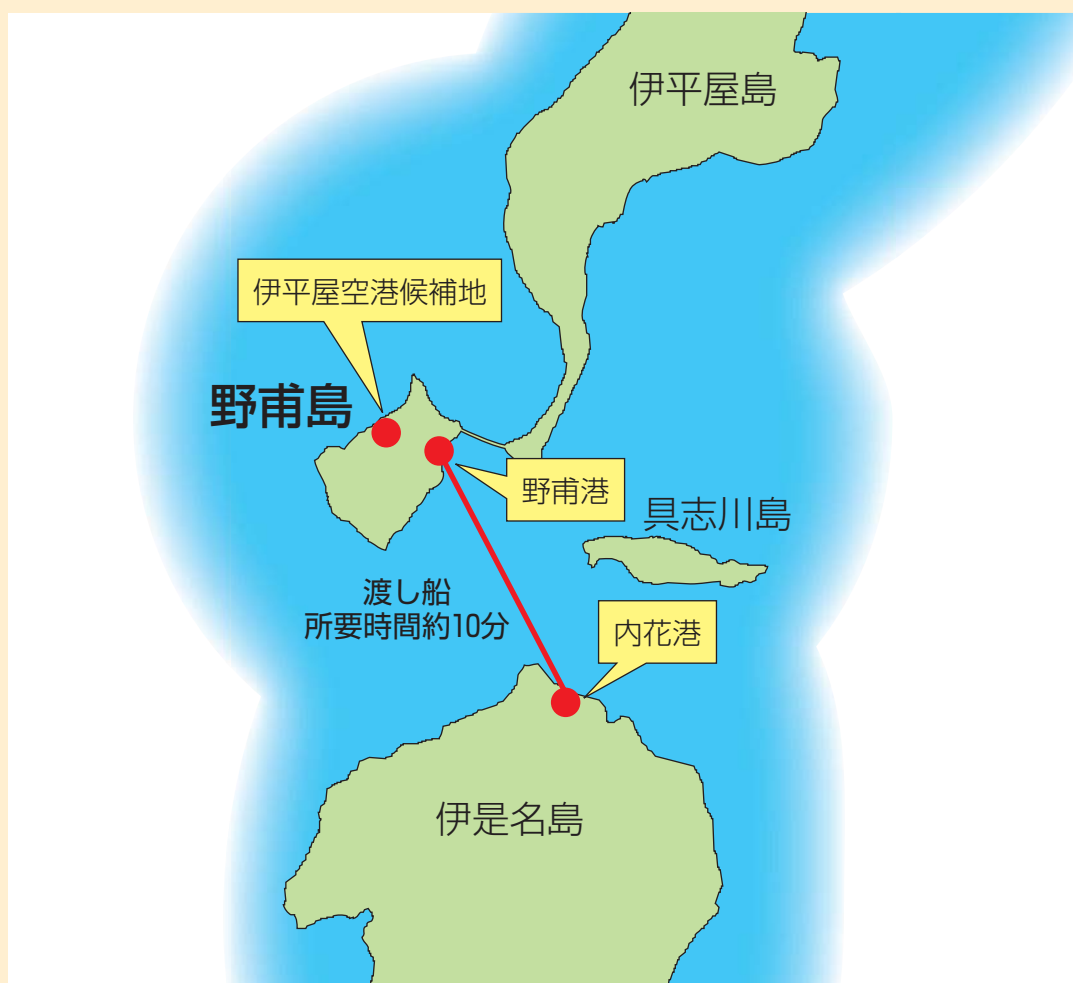 伊平屋島
伊平屋空港候補地
野甫島
野甫港
具志川島
渡し船
所要時間約10分
内花港
伊是名島